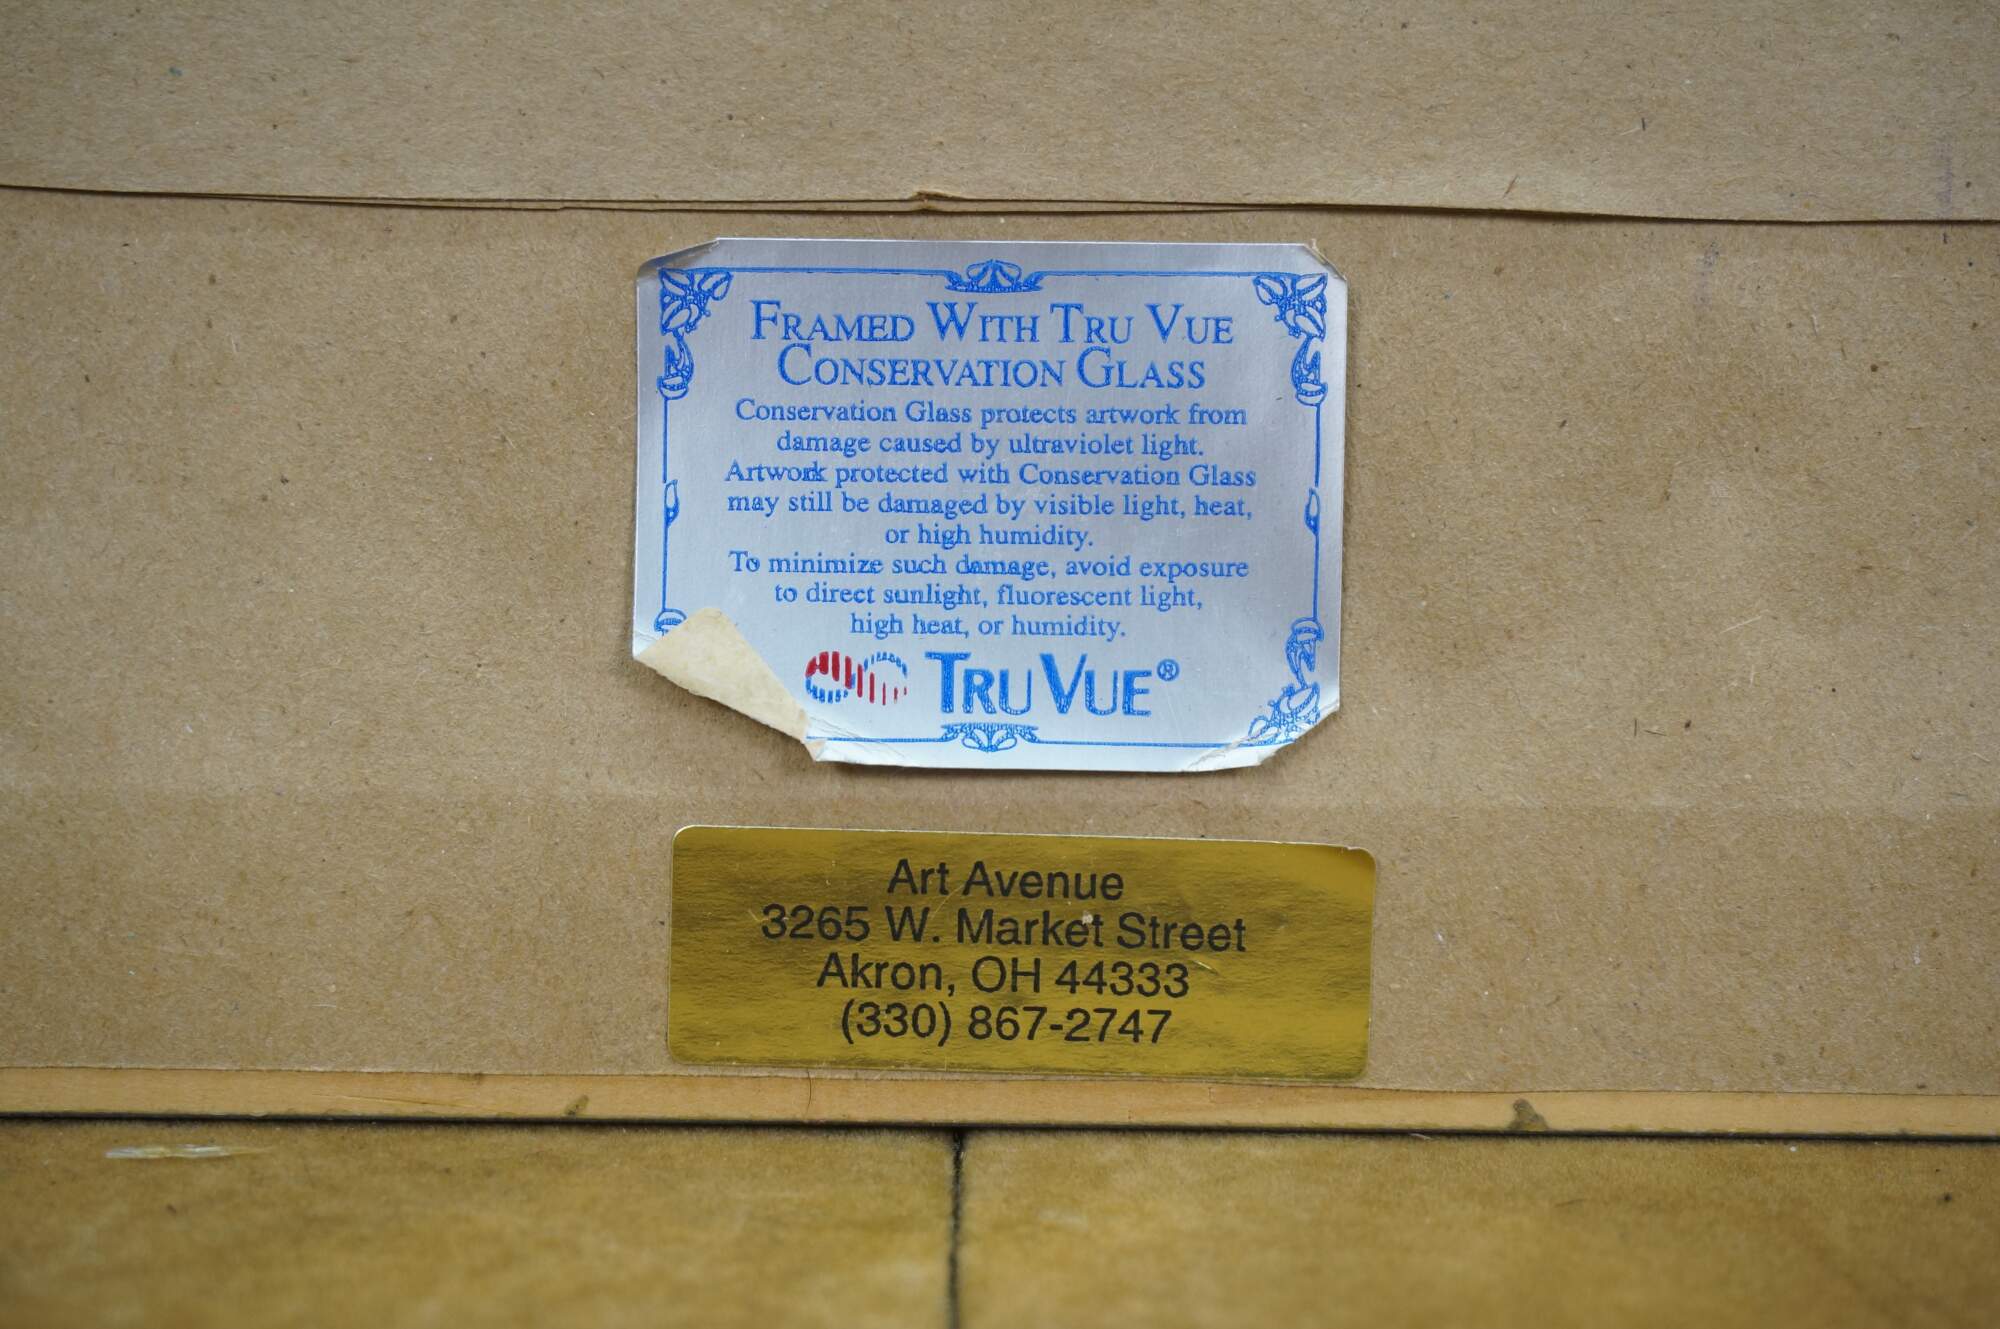 FRAMED WITH TRU VUE
CONSERVATION GLASS
Conservation Glass protects artwork from
damage caused by ultraviolet light.
Artwork protected with Conservation Glass
may still be damaged by visible light, heat,
or high humidity.
To minimize such damage, avoid exposure
to direct sunlight, fluorescent light,
high heat, or humidity.
TRU VUE®
Art Avenue
3265 W. Market Street
Akron, OH 44333
(330) 867-2747